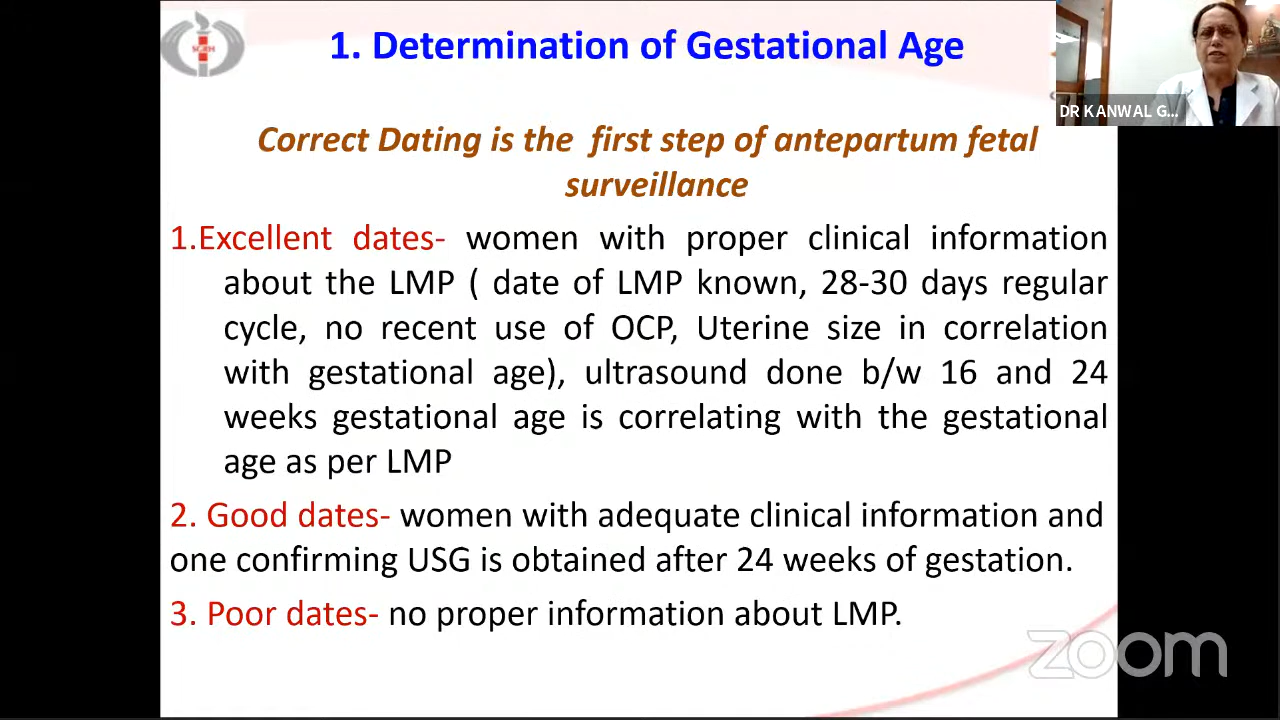 1. Determination of Gestational Age
DR KANWAL G...
Correct Dating is the first step of antepartum fetal
surveillance
1.Excellent dates- women with proper clinical information
about the LMP ( date of LMP known, 28-30 days regular
cycle, no recent use of OCP, Uterine size in correlation
with gestational age), ultrasound done b/w 16 and 24
weeks gestational age is correlating with the gestational
age as per LMP
2. Good dates- women with adequate clinical information and
one confirming USG is obtained after 24 weeks of gestation.
3. Poor dates- no proper information about LMP.
zoom